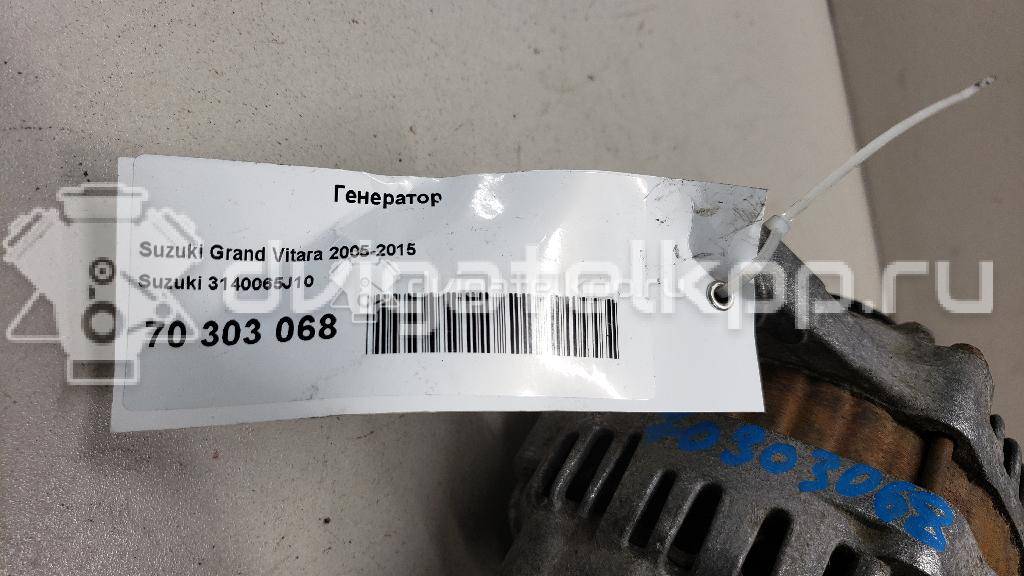 Генератор
Suzuki Grand Vitara 2005-2015
Suzuki 3140065J10
70 303 068
dvigatelkpp.ru
70303068